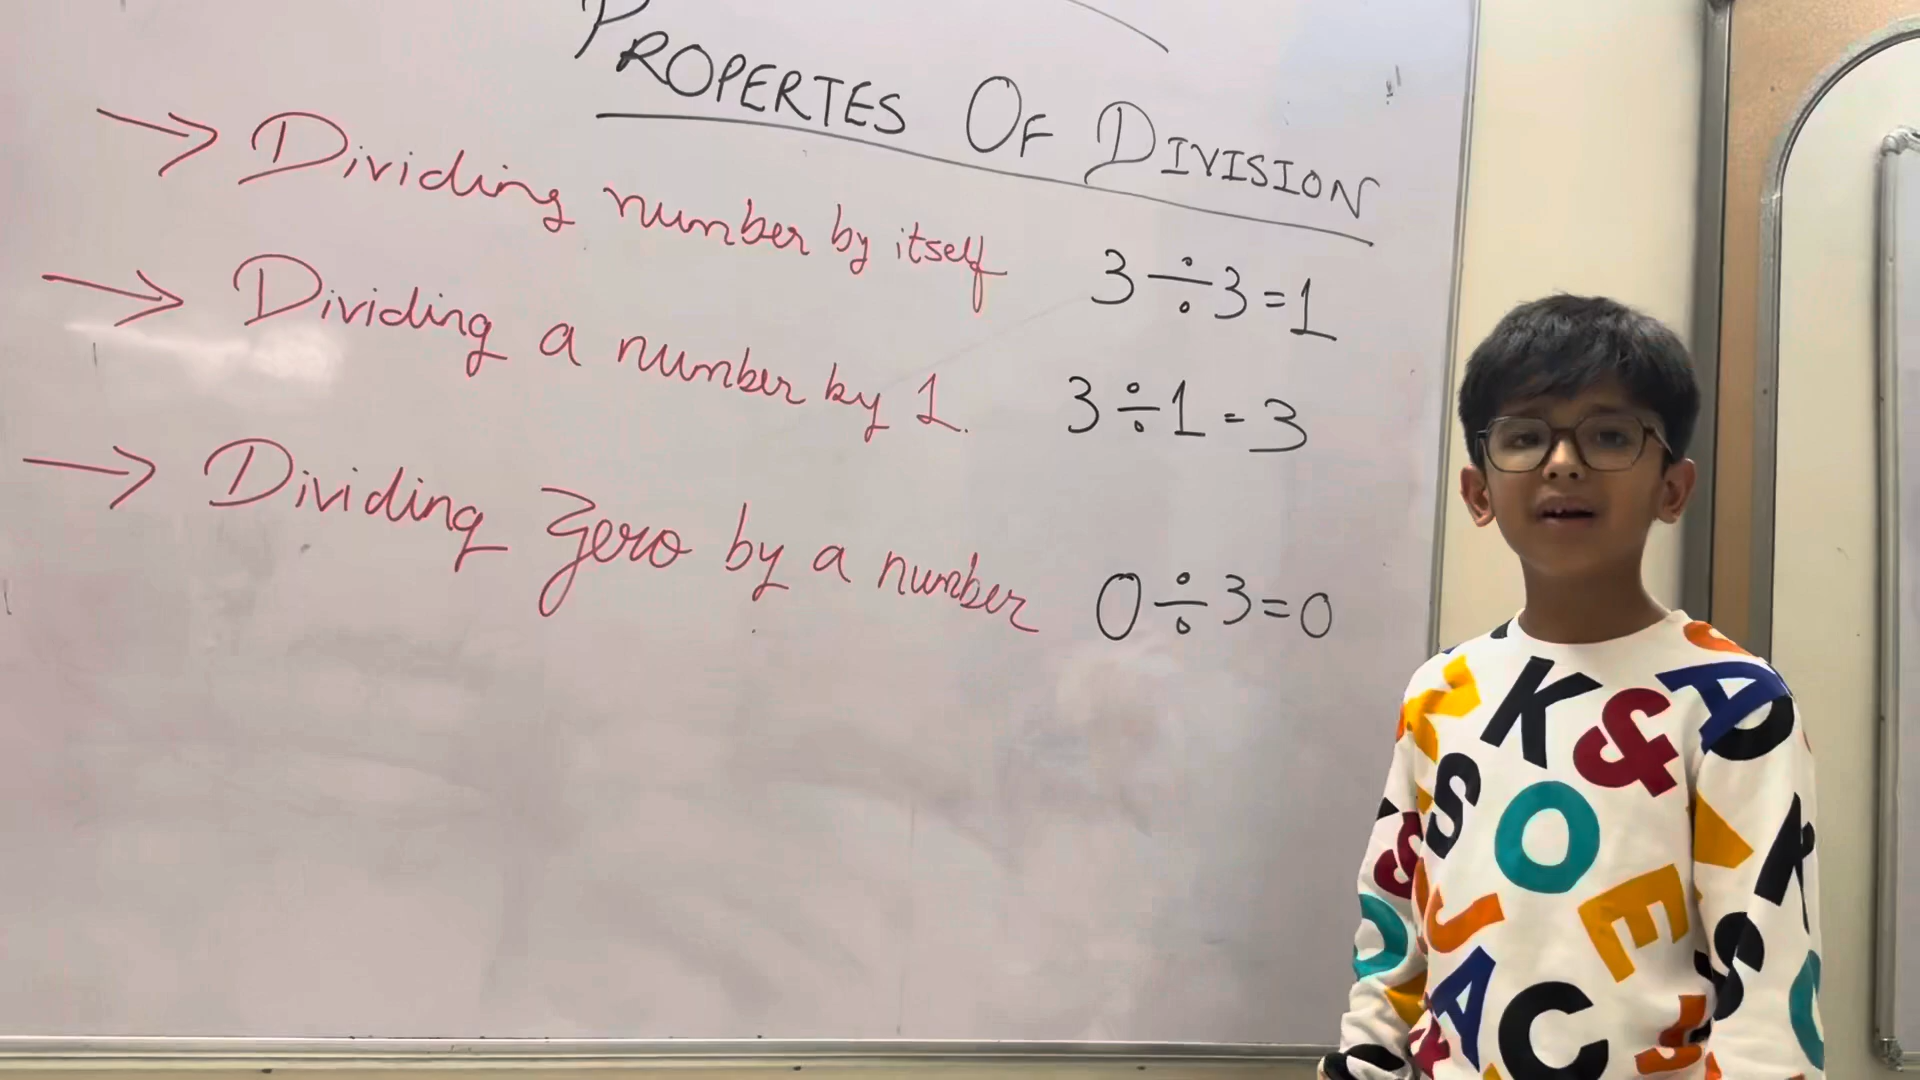 PROPERTES OF DIVISION
→ Dividing number by itself 3÷3=1
→ Dividing a number by 1. 3÷1=3
→ Dividing Zero by a number 0÷3=0
K & A
S O
E
J
A C
K
S